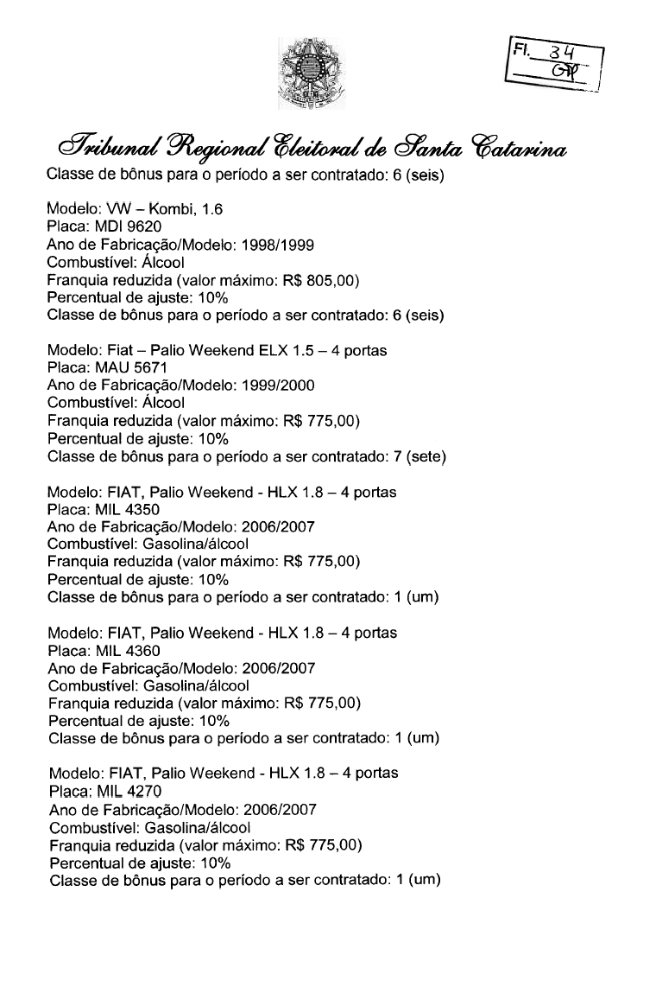 Fl. 34
Tribunal Regional Eleitoral de Santa Catarina
Classe de bônus para o período a ser contratado: 6 (seis)
Modelo: VW – Kombi, 1.6
Placa: MDI 9620
Ano de Fabricação/Modelo: 1998/1999
Combustível: Álcool
Franquia reduzida (valor máximo: R$ 805,00)
Percentual de ajuste: 10%
Classe de bônus para o período a ser contratado: 6 (seis)
Modelo: Fiat – Palio Weekend ELX 1.5 – 4 portas
Placa: MAU 5671
Ano de Fabricação/Modelo: 1999/2000
Combustível: Álcool
Franquia reduzida (valor máximo: R$ 775,00)
Percentual de ajuste: 10%
Classe de bônus para o período a ser contratado: 7 (sete)
Modelo: FIAT, Palio Weekend - HLX 1.8 – 4 portas
Placa: MIL 4350
Ano de Fabricação/Modelo: 2006/2007
Combustível: Gasolina/álcool
Franquia reduzida (valor máximo: R$ 775,00)
Percentual de ajuste: 10%
Classe de bônus para o período a ser contratado: 1 (um)
Modelo: FIAT, Palio Weekend - HLX 1.8 – 4 portas
Placa: MIL 4360
Ano de Fabricação/Modelo: 2006/2007
Combustível: Gasolina/álcool
Franquia reduzida (valor máximo: R$ 775,00)
Percentual de ajuste: 10%
Classe de bônus para o período a ser contratado: 1 (um)
Modelo: FIAT, Palio Weekend - HLX 1.8 – 4 portas
Placa: MIL 4270
Ano de Fabricação/Modelo: 2006/2007
Combustível: Gasolina/álcool
Franquia reduzida (valor máximo: R$ 775,00)
Percentual de ajuste: 10%
Classe de bônus para o período a ser contratado: 1 (um)